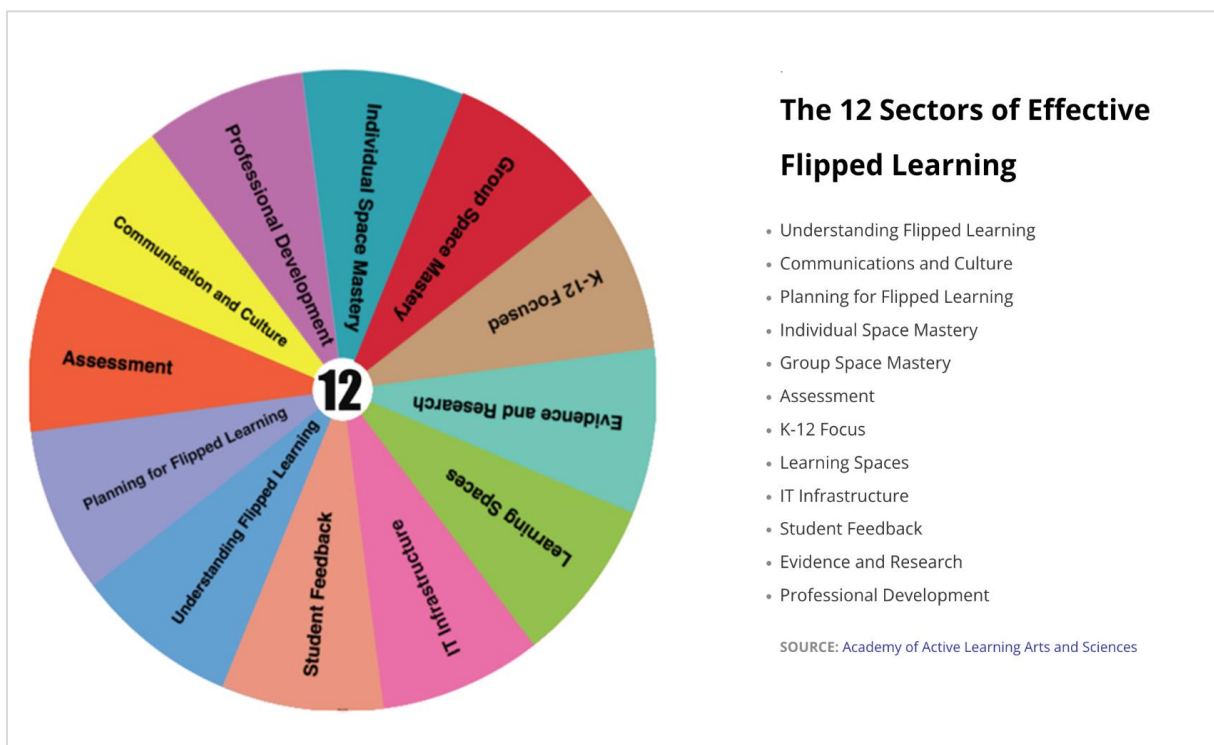 Individual Space Mastery
Group Space Mastery
K-12 Focused
Evidence and Research
Learning Spaces
IT Infrastructure
Student Feedback
Understanding Flipped Learning
Planning for Flipped Learning
Assessment
Communication and Culture
Professional Development
12
The 12 Sectors of Effective
Flipped Learning
• Understanding Flipped Learning
• Communications and Culture
• Planning for Flipped Learning
• Individual Space Mastery
• Group Space Mastery
• Assessment
• K-12 Focus
• Learning Spaces
• IT Infrastructure
• Student Feedback
• Evidence and Research
• Professional Development
SOURCE: Academy of Active Learning Arts and Sciences